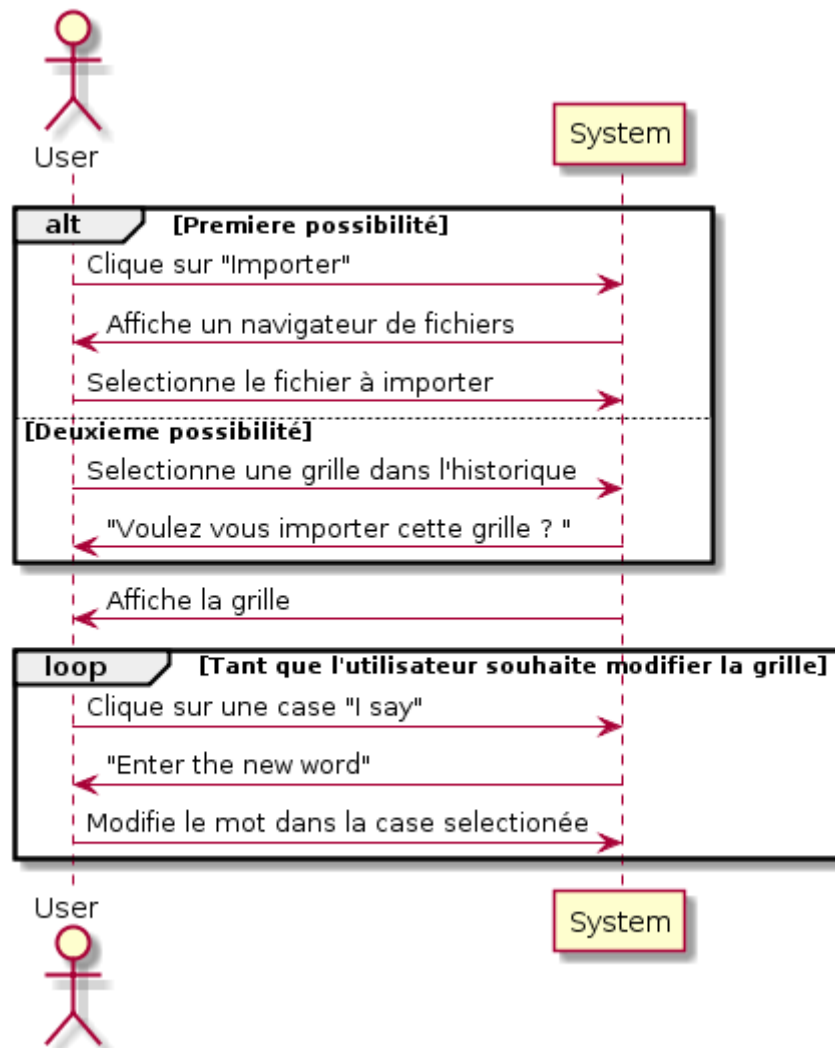 User
System
alt [Premiere possibilité]
Clique sur "Importer"
Affiche un navigateur de fichiers
Selectionne le fichier à importer
[Deuxieme possibilité]
Selectionne une grille dans l'historique
"Voulez vous importer cette grille ? "
Affiche la grille
loop [Tant que l'utilisateur souhaite modifier la grille]
Clique sur une case "I say"
"Enter the new word"
Modifie le mot dans la case selectionée
User
System